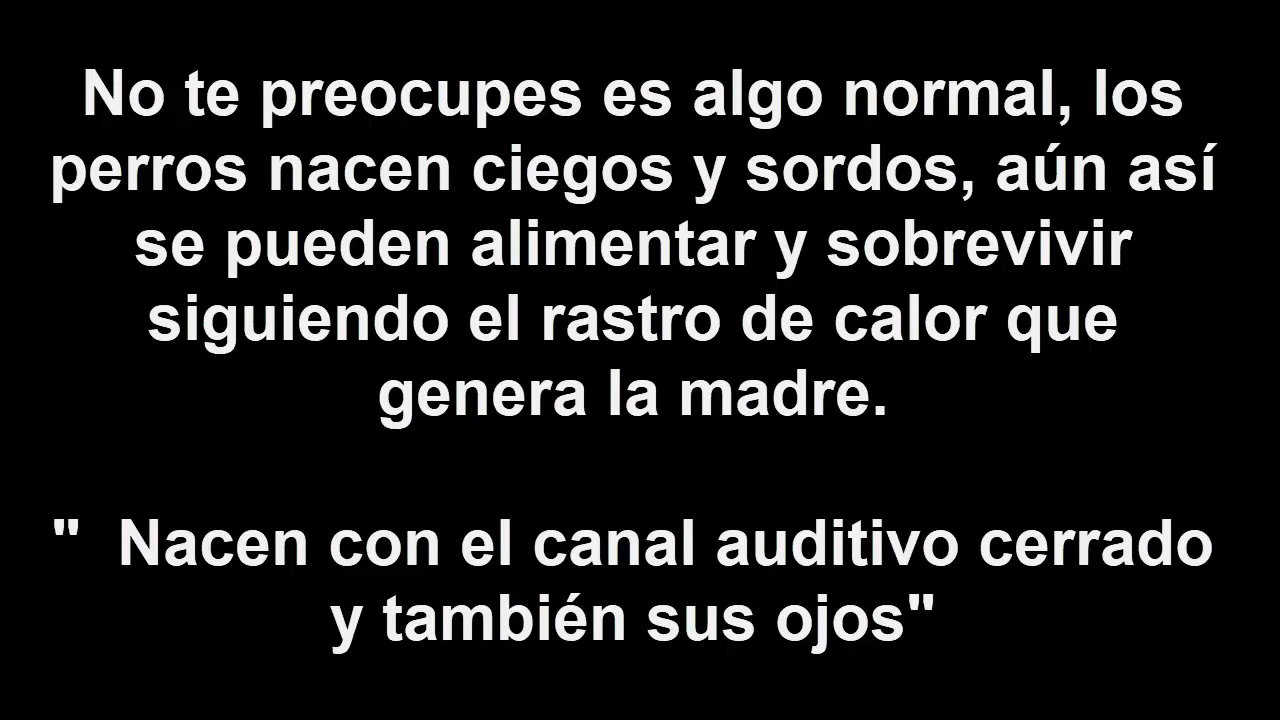 No te preocupes es algo normal, los
perros nacen ciegos y sordos, aún así
se pueden alimentar y sobrevivir
siguiendo el rastro de calor que
genera la madre.
"  Nacen con el canal auditivo cerrado
y también sus ojos"